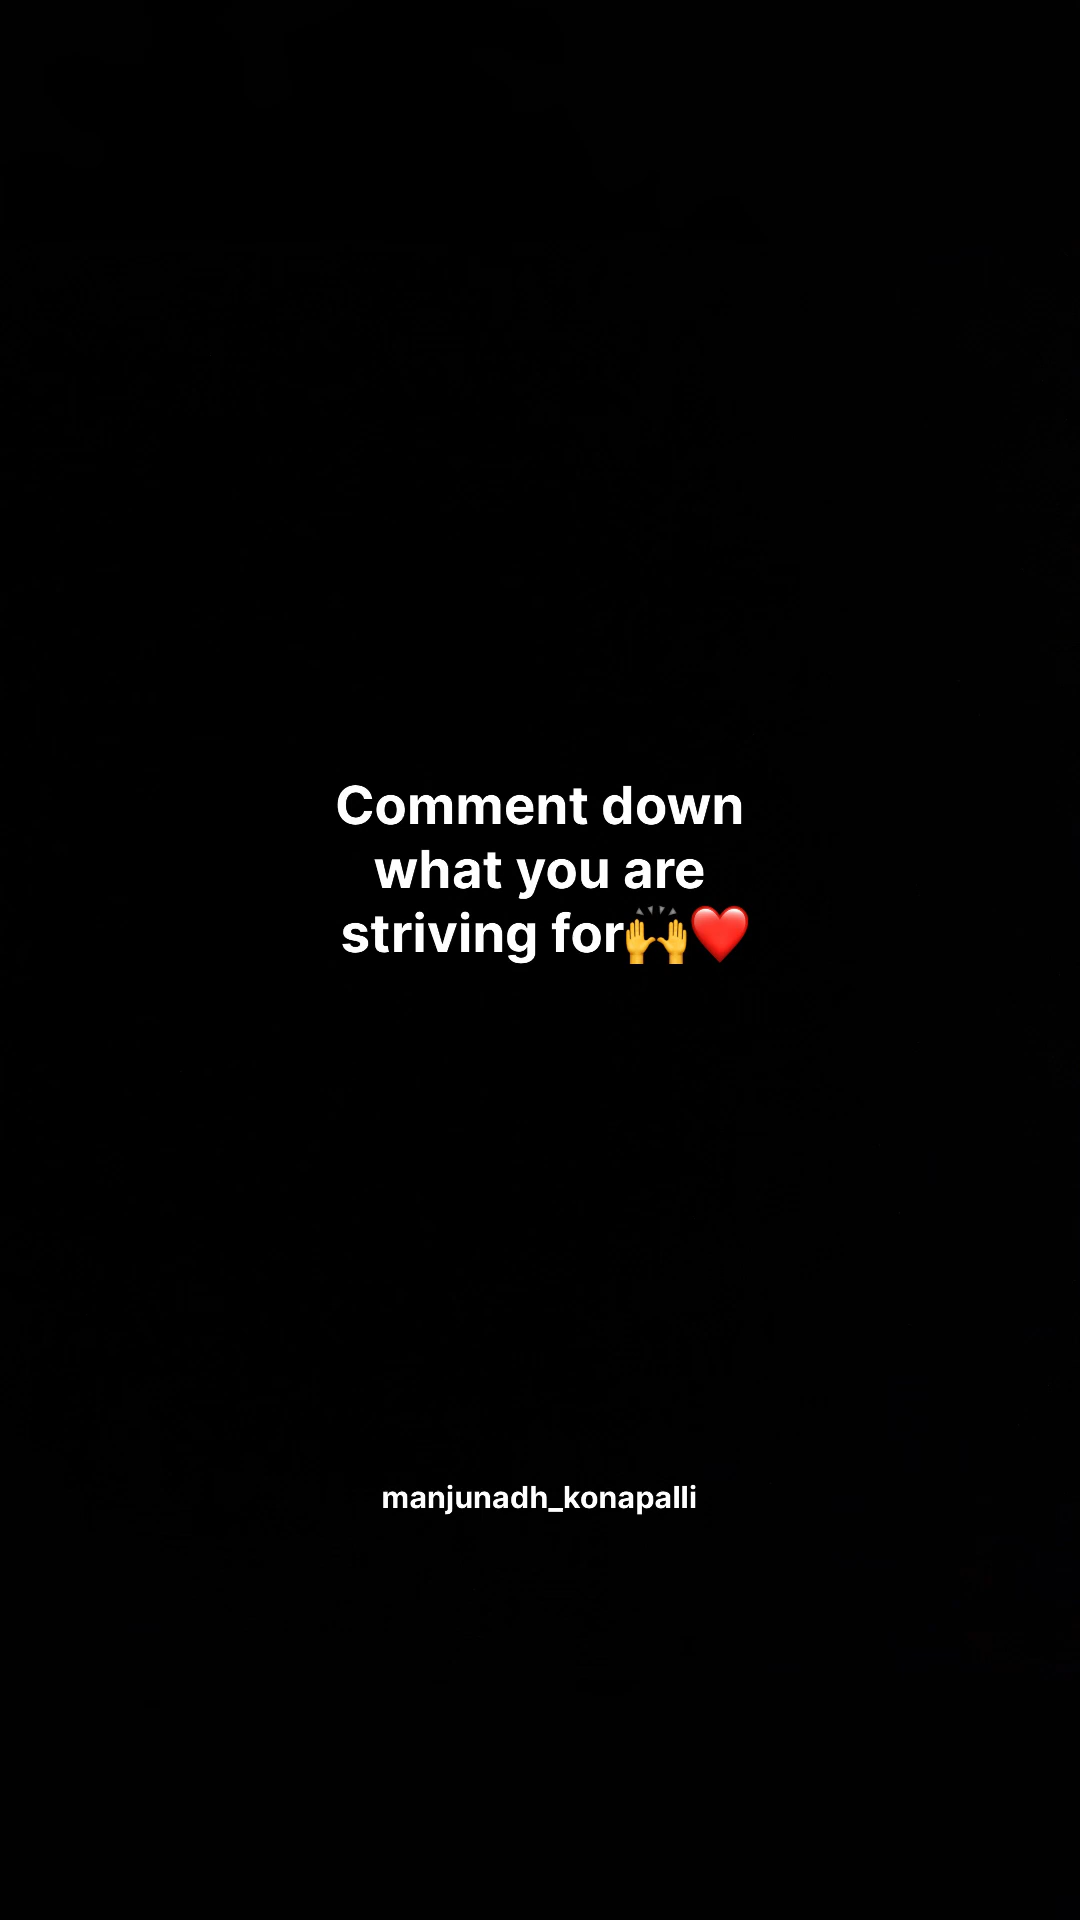 Comment down
what you are
striving for🙌❤️
manjunadh_konapalli